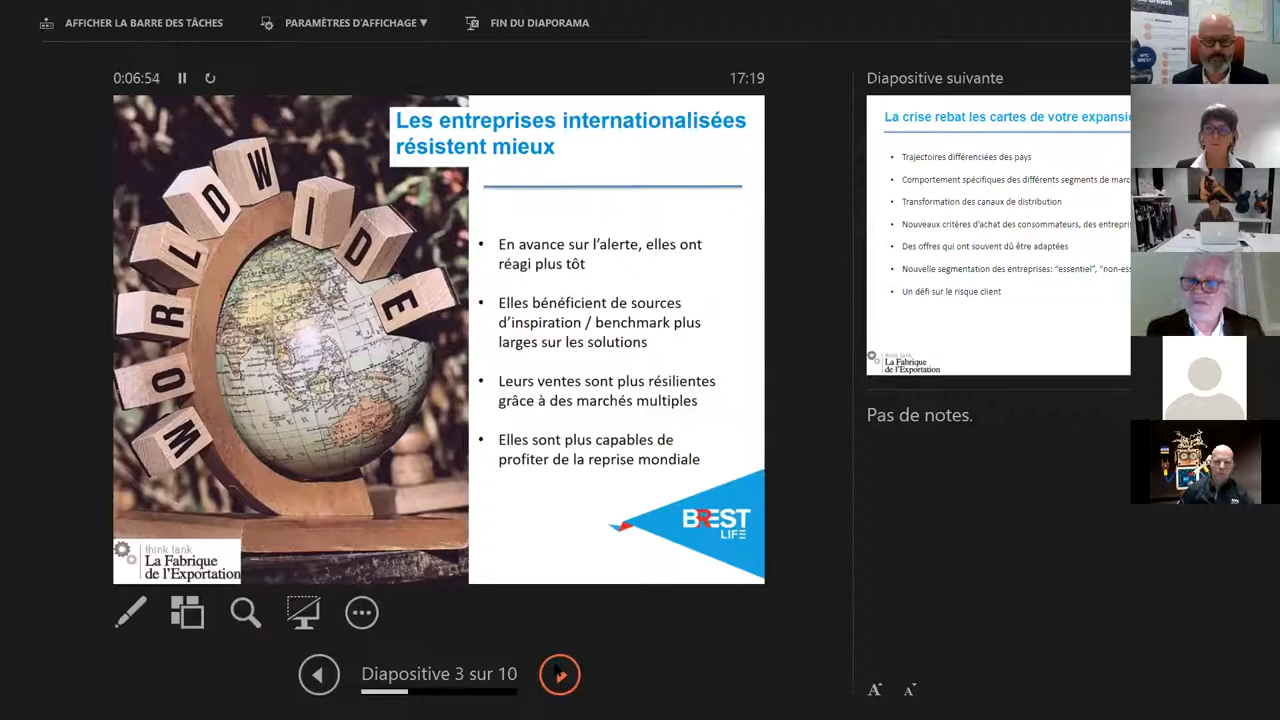 AFFICHER LA BARRE DES TÂCHES
PARAMÈTRES D'AFFICHAGE
FIN DU DIAPORAMA
0:06:54
17:19
Les entreprises internationalisées
résistent mieux
• En avance sur l'alerte, elles ont
réagi plus tôt
• Elles bénéficient de sources
d'inspiration / benchmark plus
larges sur les solutions
• Leurs ventes sont plus résilientes
grâce à des marchés multiples
• Elles sont plus capables de
profiter de la reprise mondiale
WORLD WIDE
think tank
La Fabrique
de l'Exportation
BREST
LIFE
Diapositive 3 sur 10
Diapositive suivante
La crise rebat les cartes de votre expansi
• Trajectoires différenciées des pays
• Comportement spécifiques des différents segments de marc
• Transformation des canaux de distribution
• Nouveaux critères d'achat des consommateurs, des entrepris
• Des offres qui ont souvent dû être adaptées
• Nouvelle segmentation des entreprises: "essentiel", "non-ess
• Un défi sur le risque client
think tank
La Fabrique
de l'Exportation
Pas de notes.
A
A